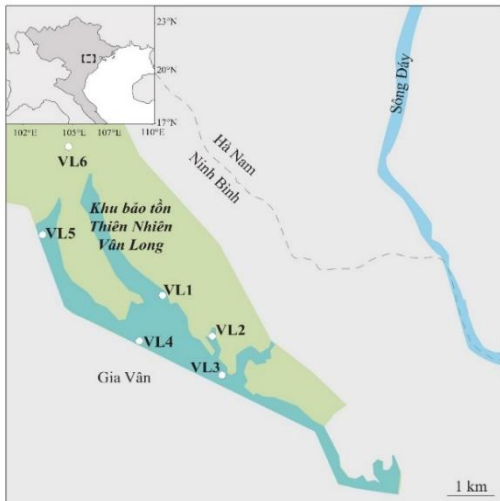 23°N
20°N
17°N
102°E
105°E
107°E
110°E
Sông Đáy
Hà Nam
Ninh Bình
VL6
Khu bảo tồn
Thiên Nhiên
Vân Long
VL5
VL1
VL2
VL4
VL3
Gia Vân
1 km